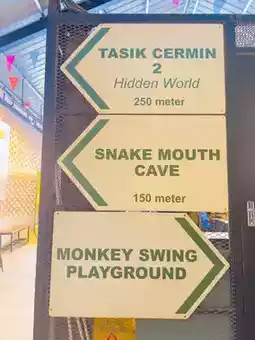 TASIK CERMIN
2
Hidden World
250 meter
SNAKE MOUTH
CAVE
150 meter
MONKEY SWING
PLAYGROUND